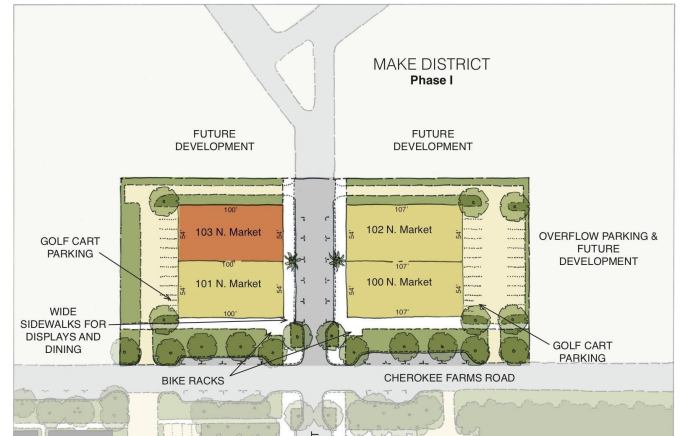 MAKE DISTRICT
Phase I
FUTURE
DEVELOPMENT
FUTURE
DEVELOPMENT
100'
107'
54'
103 N. Market
54'
54'
102 N. Market
54'
GOLF CART
PARKING
OVERFLOW PARKING &
FUTURE
DEVELOPMENT
100'
107'
54'
101 N. Market
54'
54'
100 N. Market
54'
100'
107'
WIDE
SIDEWALKS FOR
DISPLAYS AND
DINING
GOLF CART
PARKING
BIKE RACKS
CHEROKEE FARMS ROAD
T